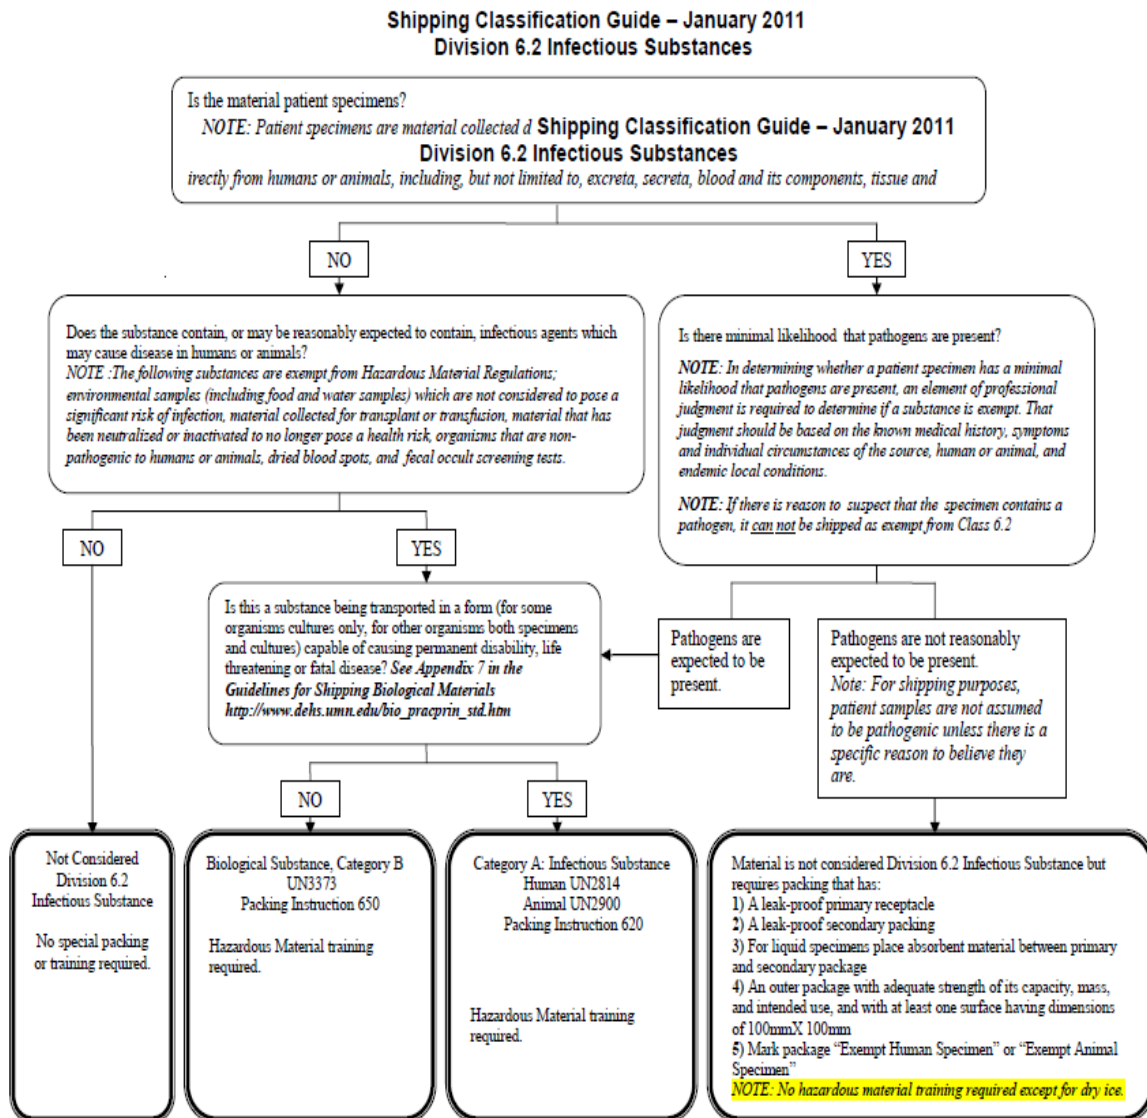 Shipping Classification Guide – January 2011
Division 6.2 Infectious Substances
Is the material patient specimens?
NOTE: Patient specimens are material collected d Shipping Classification Guide – January 2011
Division 6.2 Infectious Substances
irectly from humans or animals, including, but not limited to, excreta, secreta, blood and its components, tissue and
NO
YES
Does the substance contain, or may be reasonably expected to contain, infectious agents which
may cause disease in humans or animals?
NOTE :The following substances are exempt from Hazardous Material Regulations;
environmental samples (including food and water samples) which are not considered to pose a
significant risk of infection, material collected for transplant or transfusion, material that has
been neutralized or inactivated to no longer pose a health risk, organisms that are non-
pathogenic to humans or animals, dried blood spots, and fecal occult screening tests.
Is there minimal likelihood that pathogens are present?
NOTE: In determining whether a patient specimen has a minimal
likelihood that pathogens are present, an element of professional
judgment is required to determine if a substance is exempt. That
judgment should be based on the known medical history, symptoms
and individual circumstances of the source, human or animal, and
endemic local conditions.
NOTE: If there is reason to suspect that the specimen contains a
pathogen, it can not be shipped as exempt from Class 6.2
NO
YES
Is this a substance being transported in a form (for some
organisms cultures only, for other organisms both specimens
and cultures) capable of causing permanent disability, life
threatening or fatal disease? See Appendix 7 in the
Guidelines for Shipping Biological Materials
http://www.dehs.umn.edu/bio_pracprin_std.htm
Pathogens are
expected to be
present.
Pathogens are not reasonably
expected to be present.
Note: For shipping purposes,
patient samples are not assumed
to be pathogenic unless there is a
specific reason to believe they
are.
NO
YES
Not Considered
Division 6.2
Infectious Substance
No special packing
or training required.
Biological Substance, Category B
UN3373
Packing Instruction 650
Hazardous Material training
required.
Category A: Infectious Substance
Human UN2814
Animal UN2900
Packing Instruction 620
Hazardous Material training
required.
Material is not considered Division 6.2 Infectious Substance but
requires packing that has:
1) A leak-proof primary receptacle
2) A leak-proof secondary packing
3) For liquid specimens place absorbent material between primary
and secondary package
4) An outer package with adequate strength of its capacity, mass,
and intended use, and with at least one surface having dimensions
of 100mmX 100mm
5) Mark package “Exempt Human Specimen” or “Exempt Animal
Specimen”
NOTE: No hazardous material training required except for dry ice.